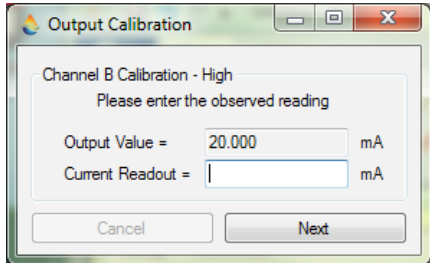 Output Calibration
Channel B Calibration - High
Please enter the observed reading
Output Value = 20.000 mA
Current Readout = mA
Cancel Next